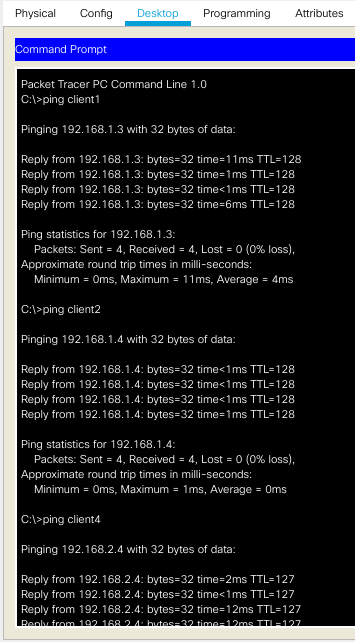 Physical Config Desktop Programming Attributes
Command Prompt
Packet Tracer PC Command Line 1.0
C:\>ping client1
Pinging 192.168.1.3 with 32 bytes of data:
Reply from 192.168.1.3: bytes=32 time=11ms TTL=128
Reply from 192.168.1.3: bytes=32 time=1ms TTL=128
Reply from 192.168.1.3: bytes=32 time<1ms TTL=128
Reply from 192.168.1.3: bytes=32 time=6ms TTL=128
Ping statistics for 192.168.1.3:
Packets: Sent = 4, Received = 4, Lost = 0 (0% loss),
Approximate round trip times in milli-seconds:
Minimum = 0ms, Maximum = 11ms, Average = 4ms
C:\>ping client2
Pinging 192.168.1.4 with 32 bytes of data:
Reply from 192.168.1.4: bytes=32 time<1ms TTL=128
Reply from 192.168.1.4: bytes=32 time<1ms TTL=128
Reply from 192.168.1.4: bytes=32 time<1ms TTL=128
Reply from 192.168.1.4: bytes=32 time=1ms TTL=128
Ping statistics for 192.168.1.4:
Packets: Sent = 4, Received = 4, Lost = 0 (0% loss),
Approximate round trip times in milli-seconds:
Minimum = 0ms, Maximum = 1ms, Average = 0ms
C:\>ping client4
Pinging 192.168.2.4 with 32 bytes of data:
Reply from 192.168.2.4: bytes=32 time=2ms TTL=127
Reply from 192.168.2.4: bytes=32 time<1ms TTL=127
Reply from 192.168.2.4: bytes=32 time=12ms TTL=127
Reply from 192.168.2.4: bytes=32 time=12ms TTL=127